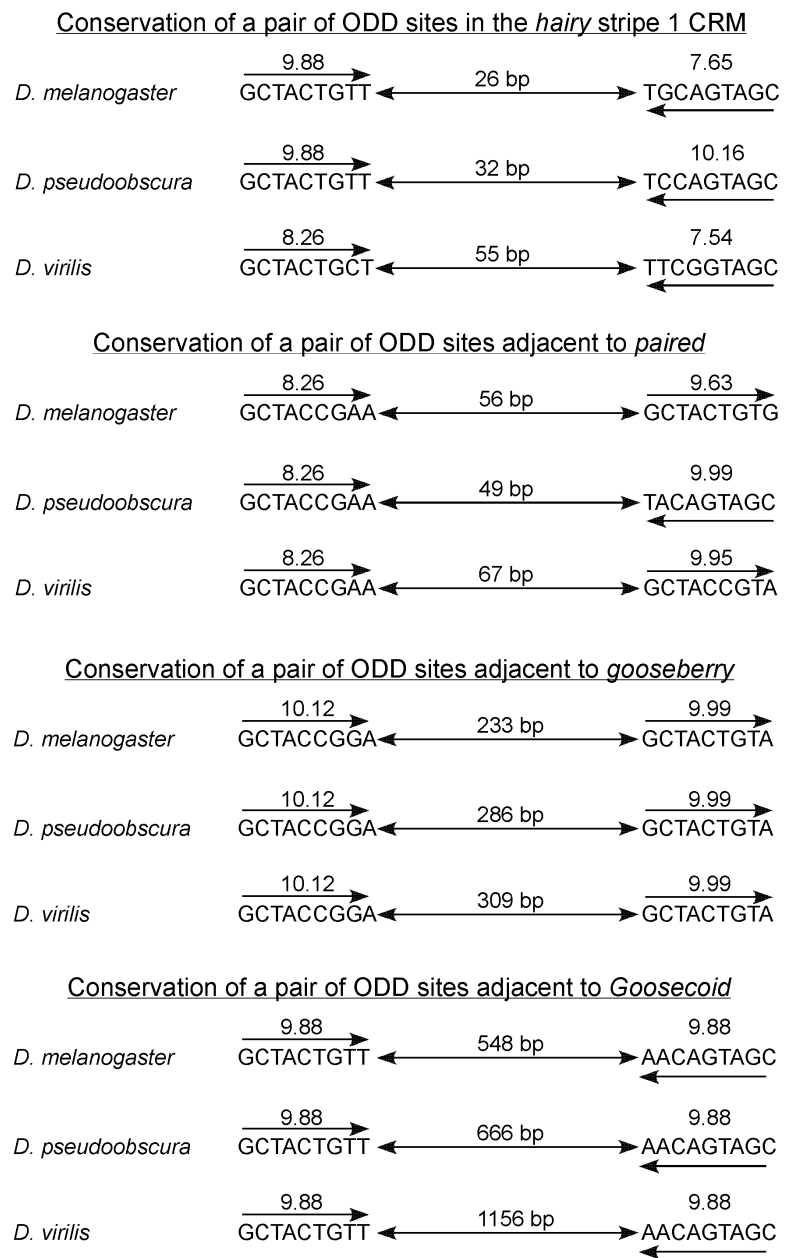 Conservation of a pair of ODD sites in the hairy stripe 1 CRM
9.88 7.65
D. melanogaster GCTACTGTT 26 bp TGCAGTAGC
9.88 10.16
D. pseudoobscura GCTACTGTT 32 bp TCCAGTAGC
8.26 7.54
D. virilis GCTACTGCT 55 bp TTCGGTAGC
Conservation of a pair of ODD sites adjacent to paired
8.26 9.63
D. melanogaster GCTACCGAA 56 bp GCTACTGTG
8.26 9.99
D. pseudoobscura GCTACCGAA 49 bp TACAGTAGC
8.26 9.95
D. virilis GCTACCGAA 67 bp GCTACCGTA
Conservation of a pair of ODD sites adjacent to gooseberry
10.12 9.99
D. melanogaster GCTACCGGA 233 bp GCTACTGTA
10.12 9.99
D. pseudoobscura GCTACCGGA 286 bp GCTACTGTA
10.12 9.99
D. virilis GCTACCGGA 309 bp GCTACTGTA
Conservation of a pair of ODD sites adjacent to Goosecoid
9.88 9.88
D. melanogaster GCTACTGTT 548 bp AACAGTAGC
9.88 9.88
D. pseudoobscura GCTACTGTT 666 bp AACAGTAGC
9.88 9.88
D. virilis GCTACTGTT 1156 bp AACAGTAGC